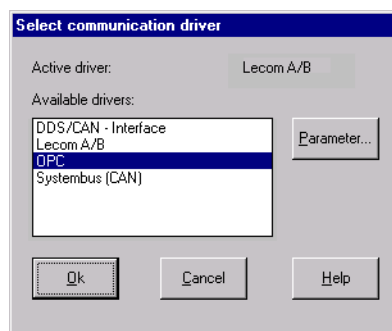 Select communication driver
Active driver: Lecom A/B
Available drivers:
DDS/CAN - Interface
Lecom A/B
OPC
Systembus (CAN)
Parameter...
Ok Cancel Help